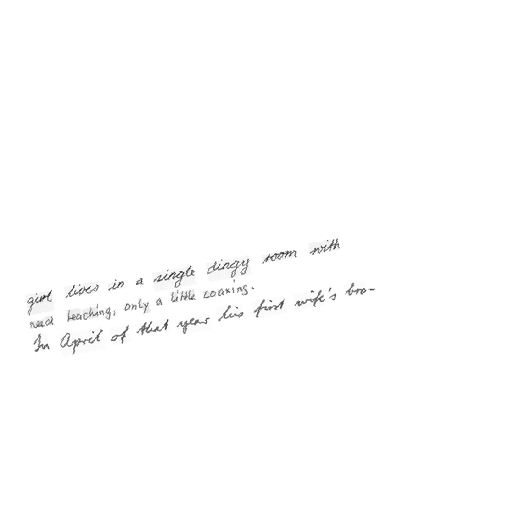 girl lives in a single dingy room with
need teaching, only a little coaxing.
In April of that year his first wife's bro-